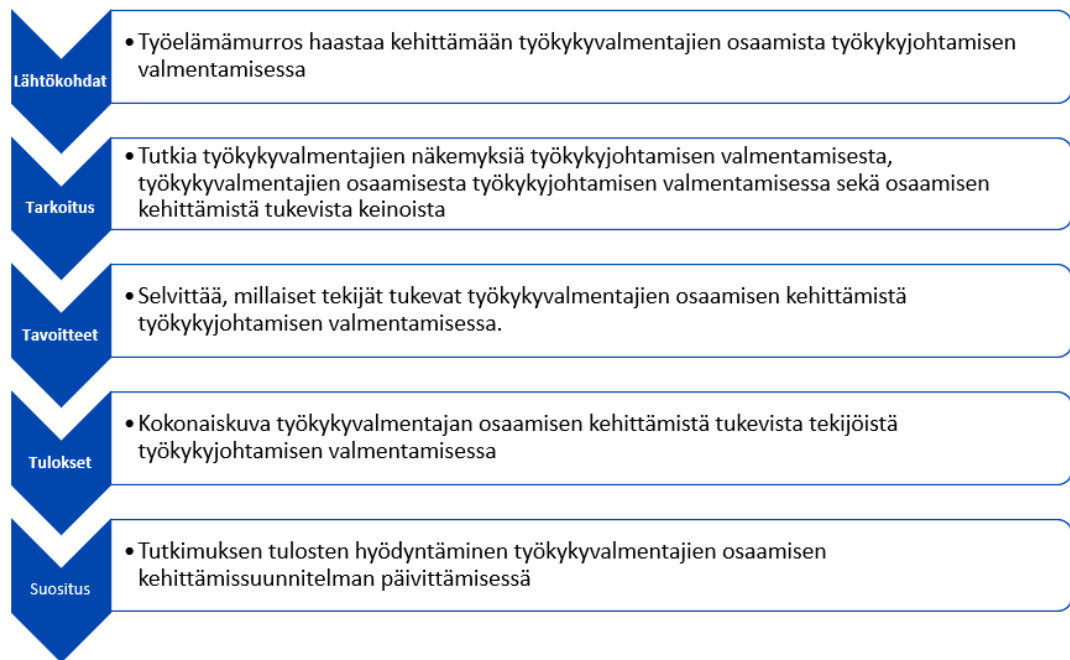 Lähtökohdat
• Työelämämurros haastaa kehittämään työkykyvalmentajien osaamista työkykyjohtamisen
valmentamisessa
Tarkoitus
• Tutkia työkykyvalmentajien näkemyksiä työkykyjohtamisen valmentamisesta,
työkykyvalmentajien osaamisesta työkykyjohtamisen valmentamisessa sekä osaamisen
kehittämistä tukevista keinoista
Tavoitteet
• Selvittää, millaiset tekijät tukevat työkykyvalmentajien osaamisen kehittämistä
työkykyjohtamisen valmentamisessa.
Tulokset
• Kokonaiskuva työkykyvalmentajan osaamisen kehittämistä tukevista tekijöistä
työkykyjohtamisen valmentamisessa
Suositus
• Tutkimuksen tulosten hyödyntäminen työkykyvalmentajien osaamisen
kehittämissuunnitelman päivittämisessä